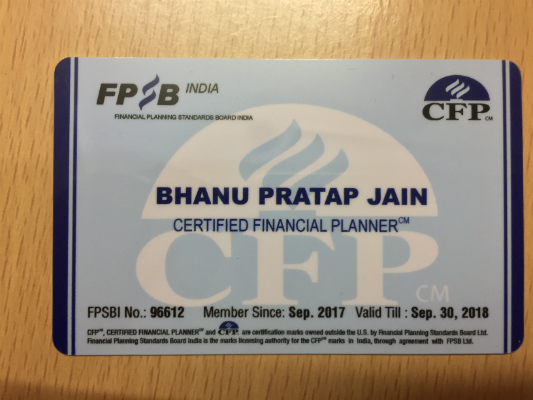 FPSB INDIA
FINANCIAL PLANNING STANDARDS BOARD INDIA
CFP CM
BHANU PRATAP JAIN
CERTIFIED FINANCIAL PLANNER CM
CFP CM
FPSBI No.: 96612 Member Since: Sep. 2017 Valid Till : Sep. 30, 2018
CFP CM, CERTIFIED FINANCIAL PLANNER CM and CFP are certification marks owned outside the U.S. by Financial Planning Standards Board Ltd.
Financial Planning Standards Board India is the marks licensing authority for the CFP CM marks in India, through agreement with FPSB Ltd.